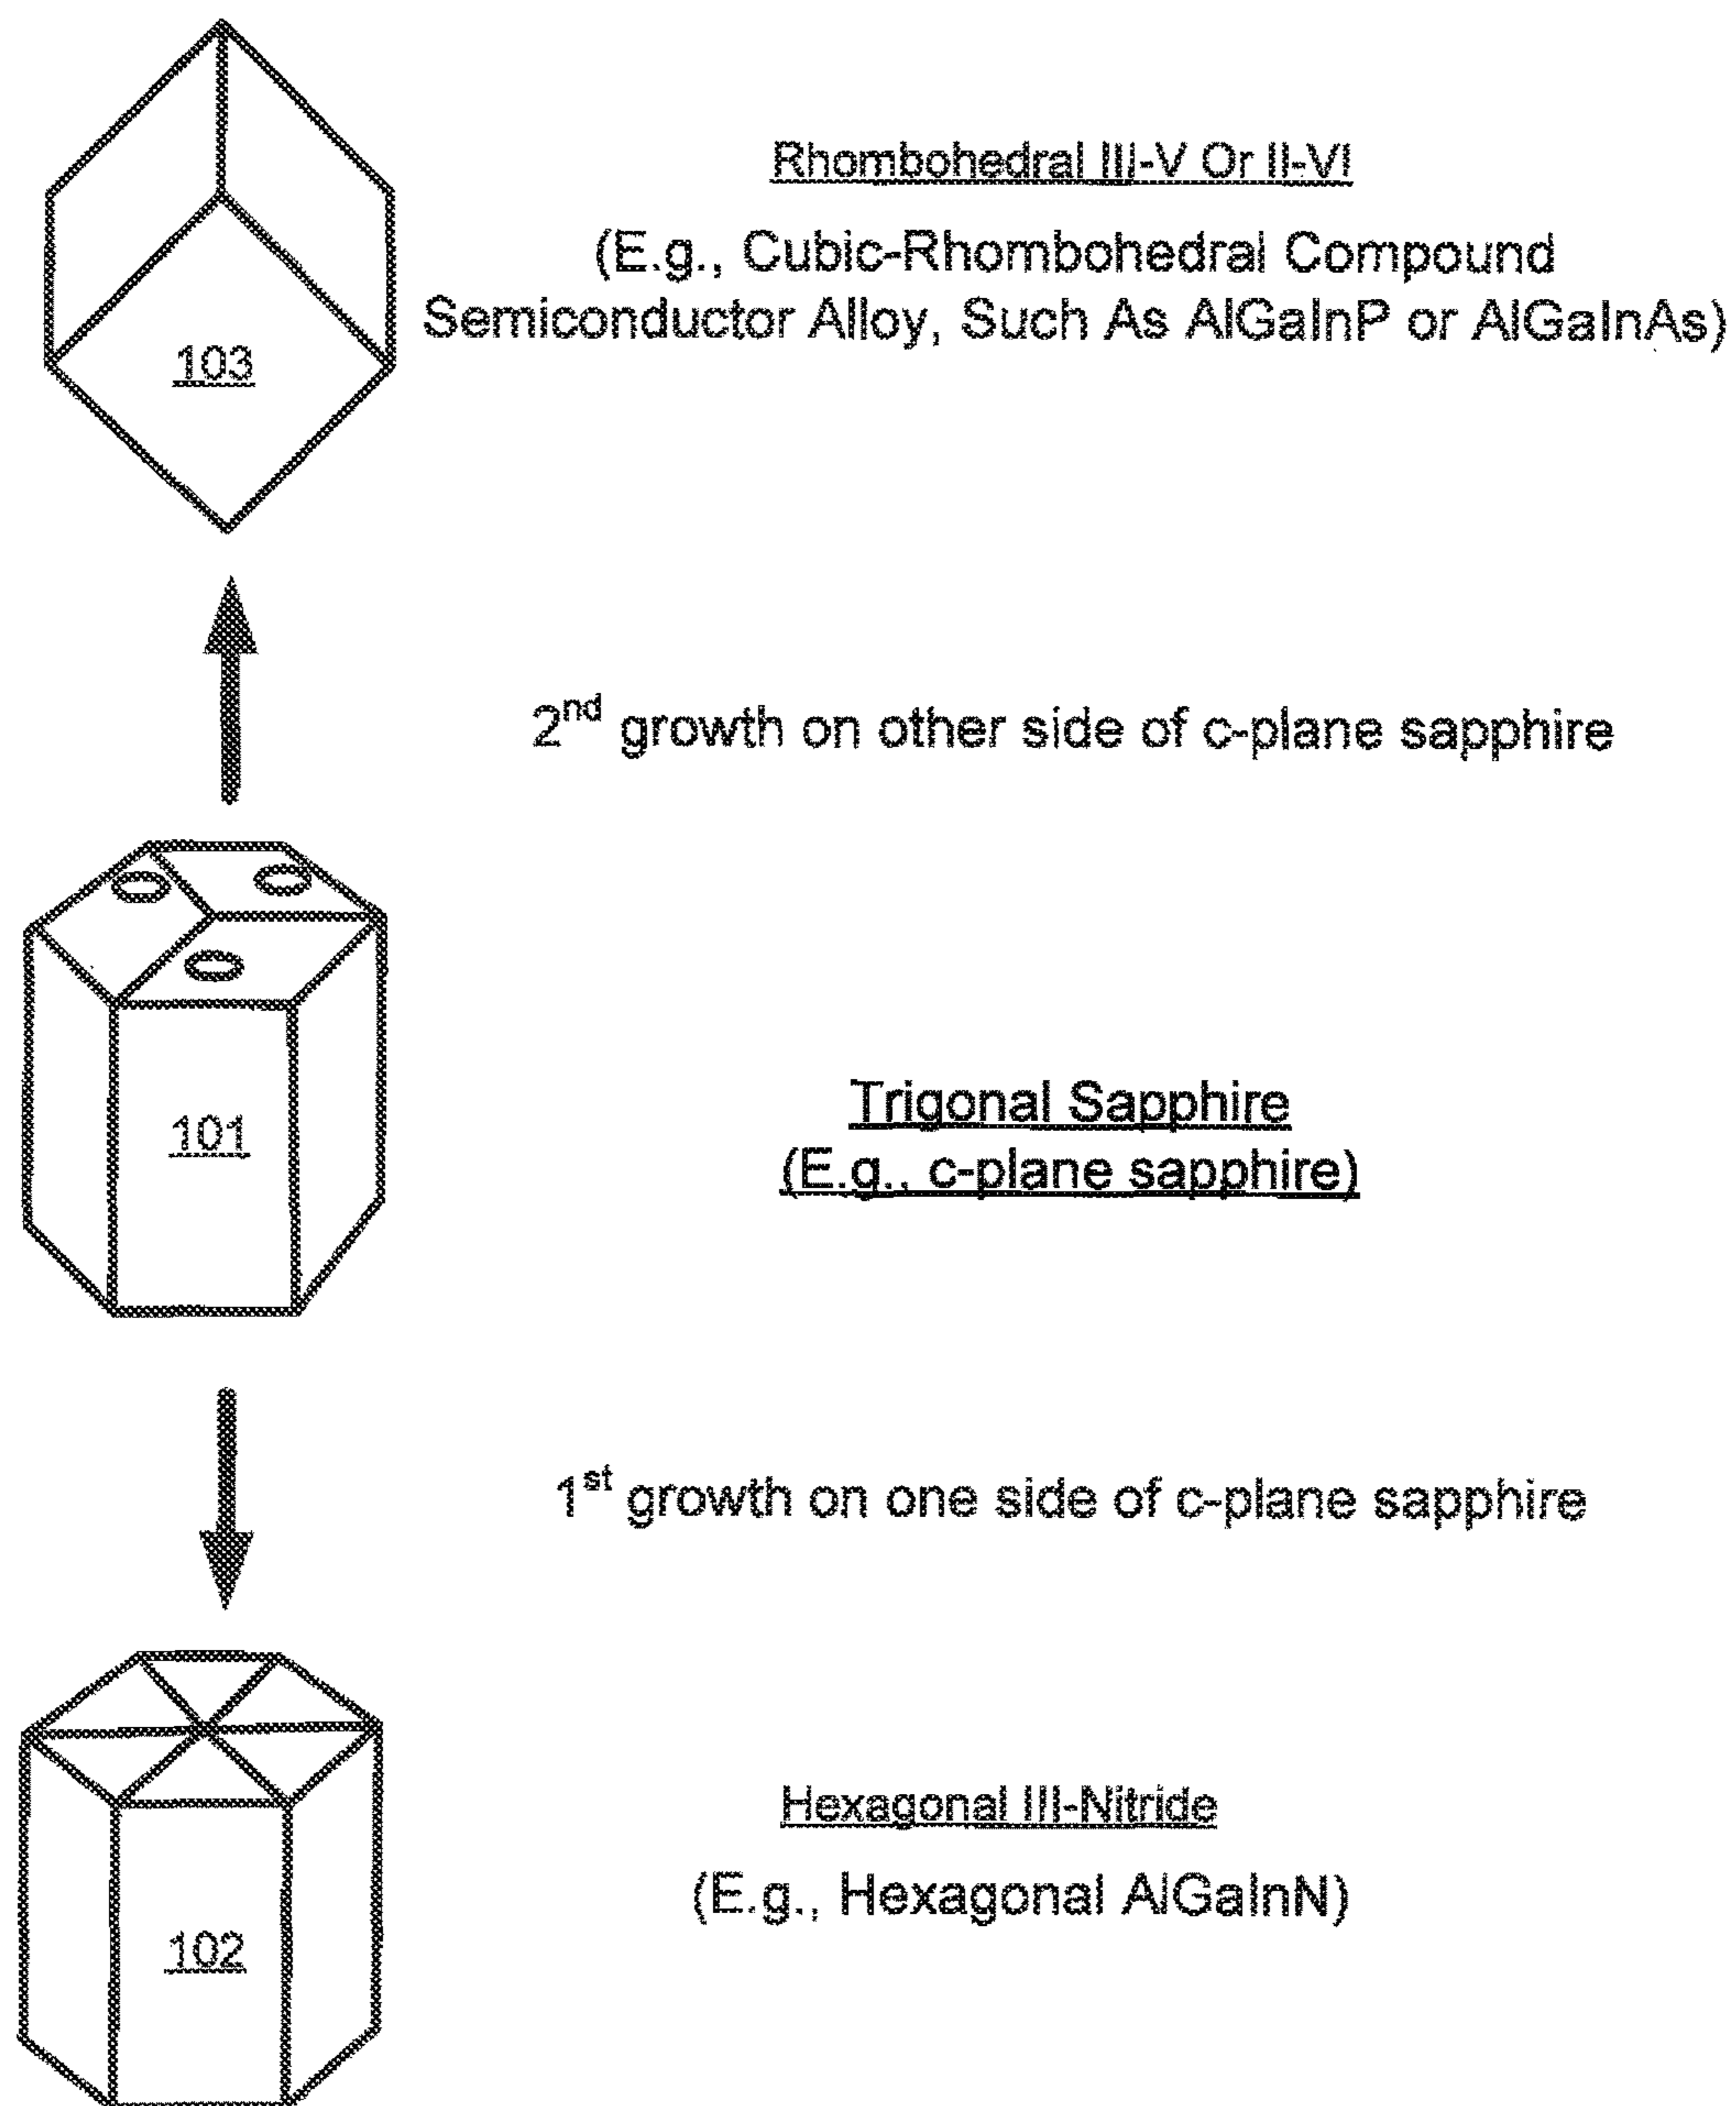 Rhombohedral III-V Or II-VI
(E.g., Cubic-Rhombohedral Compound
Semiconductor Alloy, Such As AlGaInP or AlGaInAs)
103
2nd growth on other side of c-plane sapphire
101
Trigonal Sapphire
(E.g., c-plane sapphire)
1st growth on one side of c-plane sapphire
Hexagonal III-Nitride
(E.g., Hexagonal AlGaInN)
102